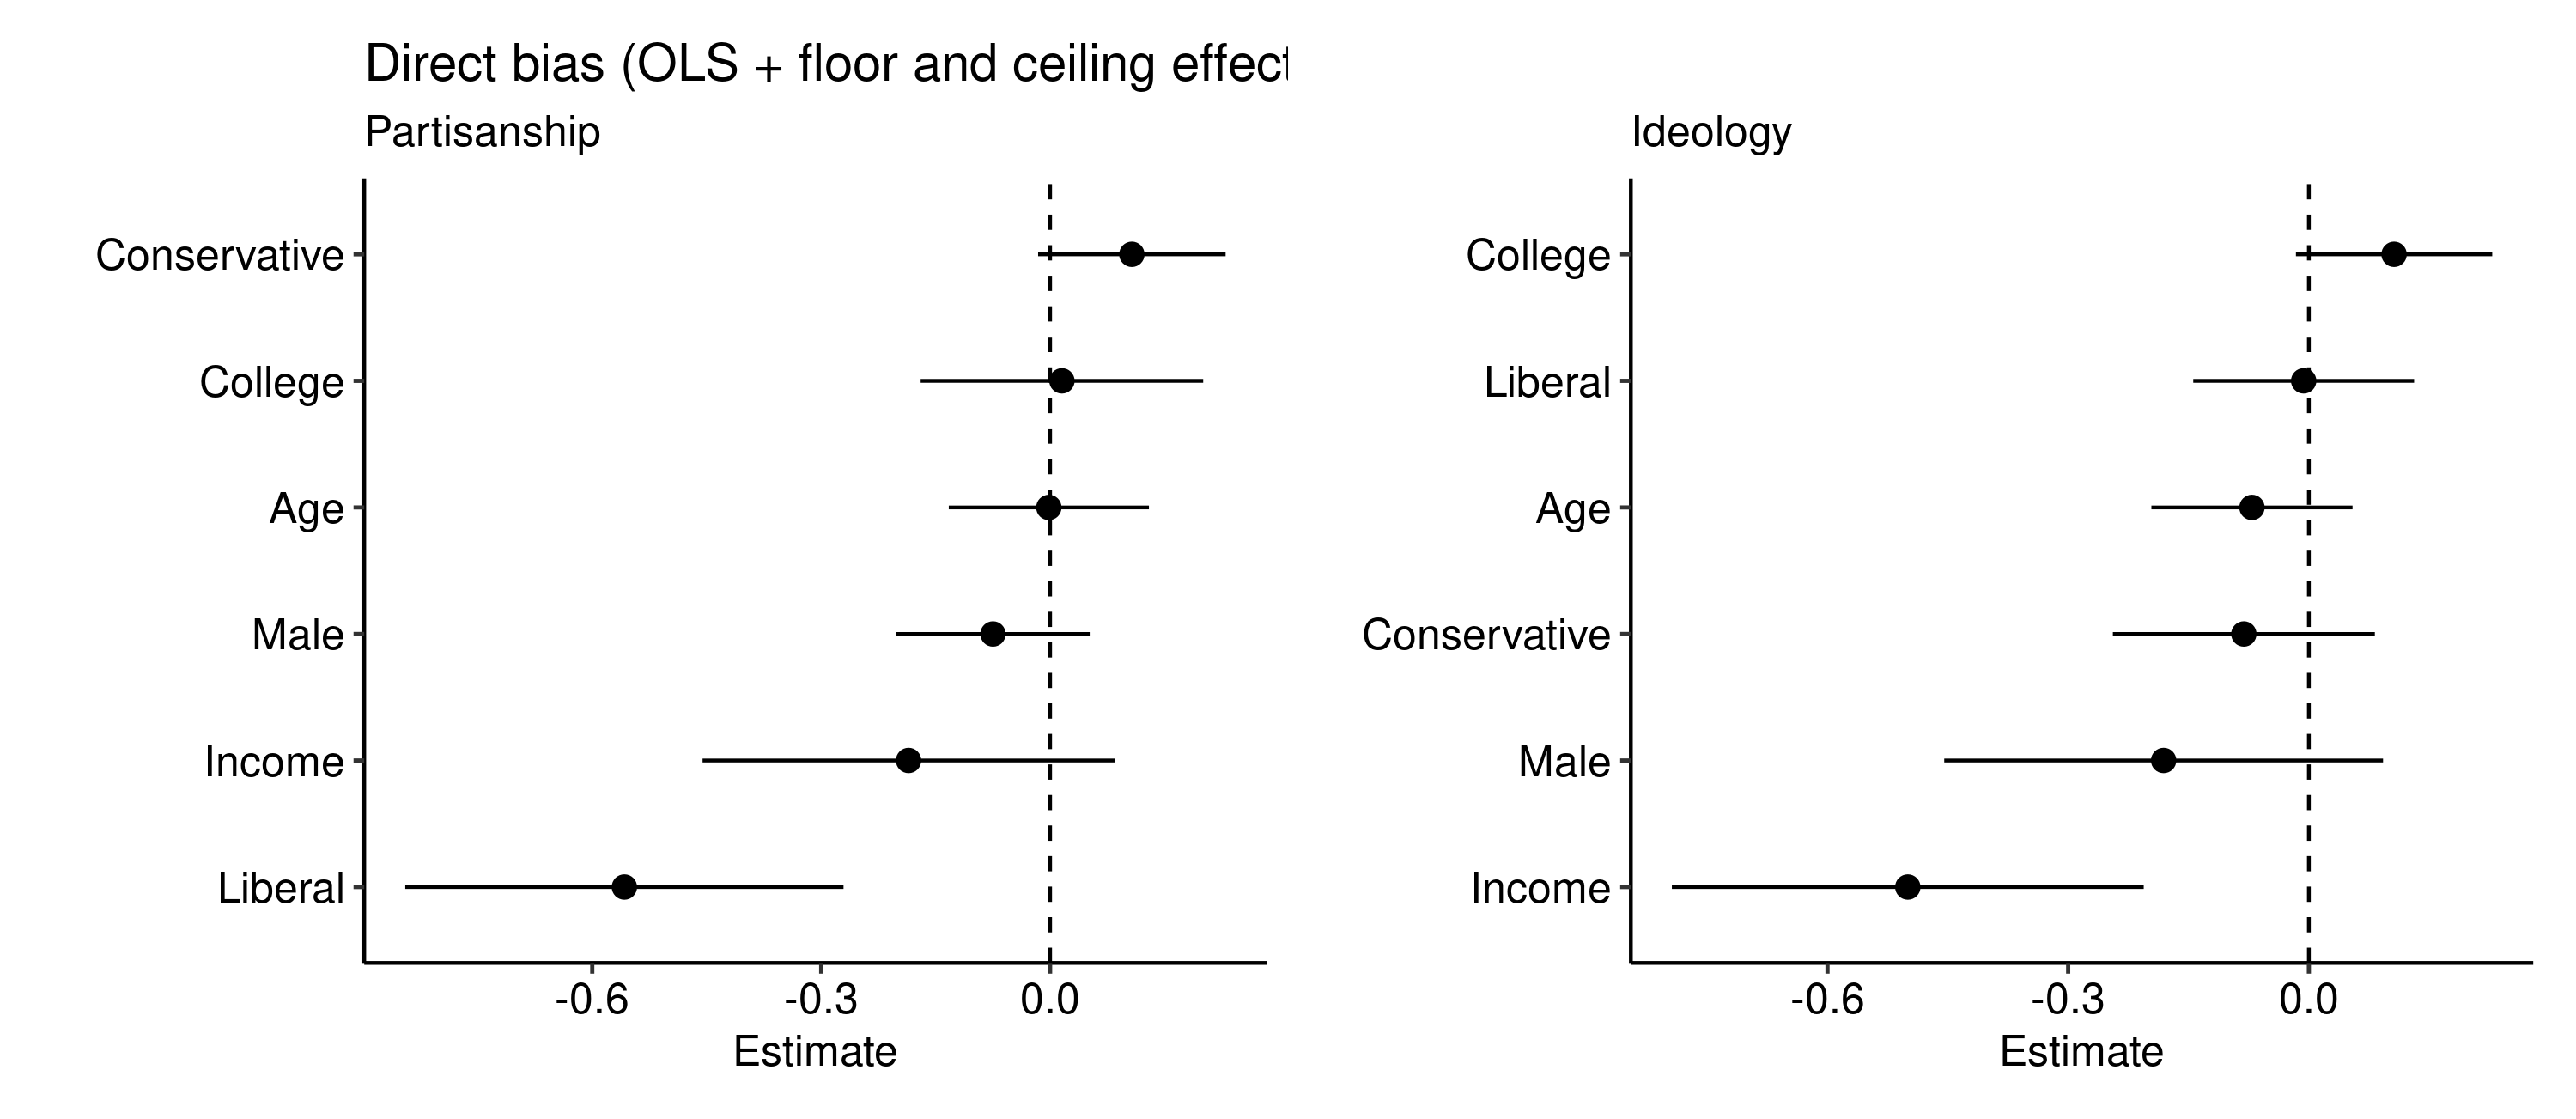 Direct bias (OLS + floor and ceiling effect
Partisanship
Conservative
College
Age
Male
Income
Liberal
-0.6 -0.3 0.0
Estimate
Ideology
College
Liberal
Age
Conservative
Male
Income
-0.6 -0.3 0.0
Estimate